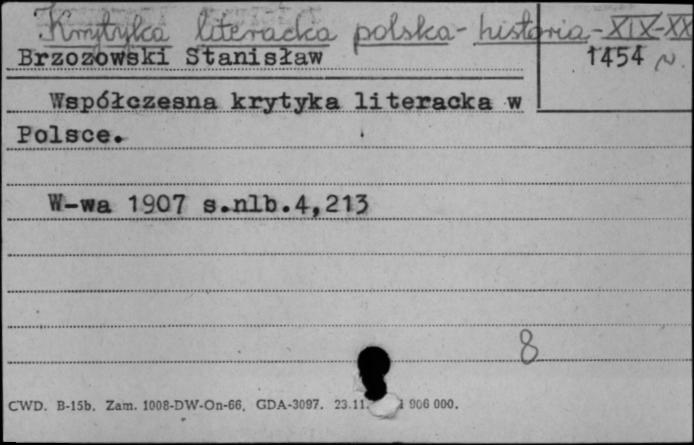 Krytyka literacka polska - historia - XIX-XX
Brzozowski Stanisław
1454 N.
Współczesna krytyka literacka w
Polsce.
W-wa 1907 s.nlb.4,213
8
CWD. B-15b. Zam. 1008-DW-On-66, GDA-3097. 23.11. 1 906 000.